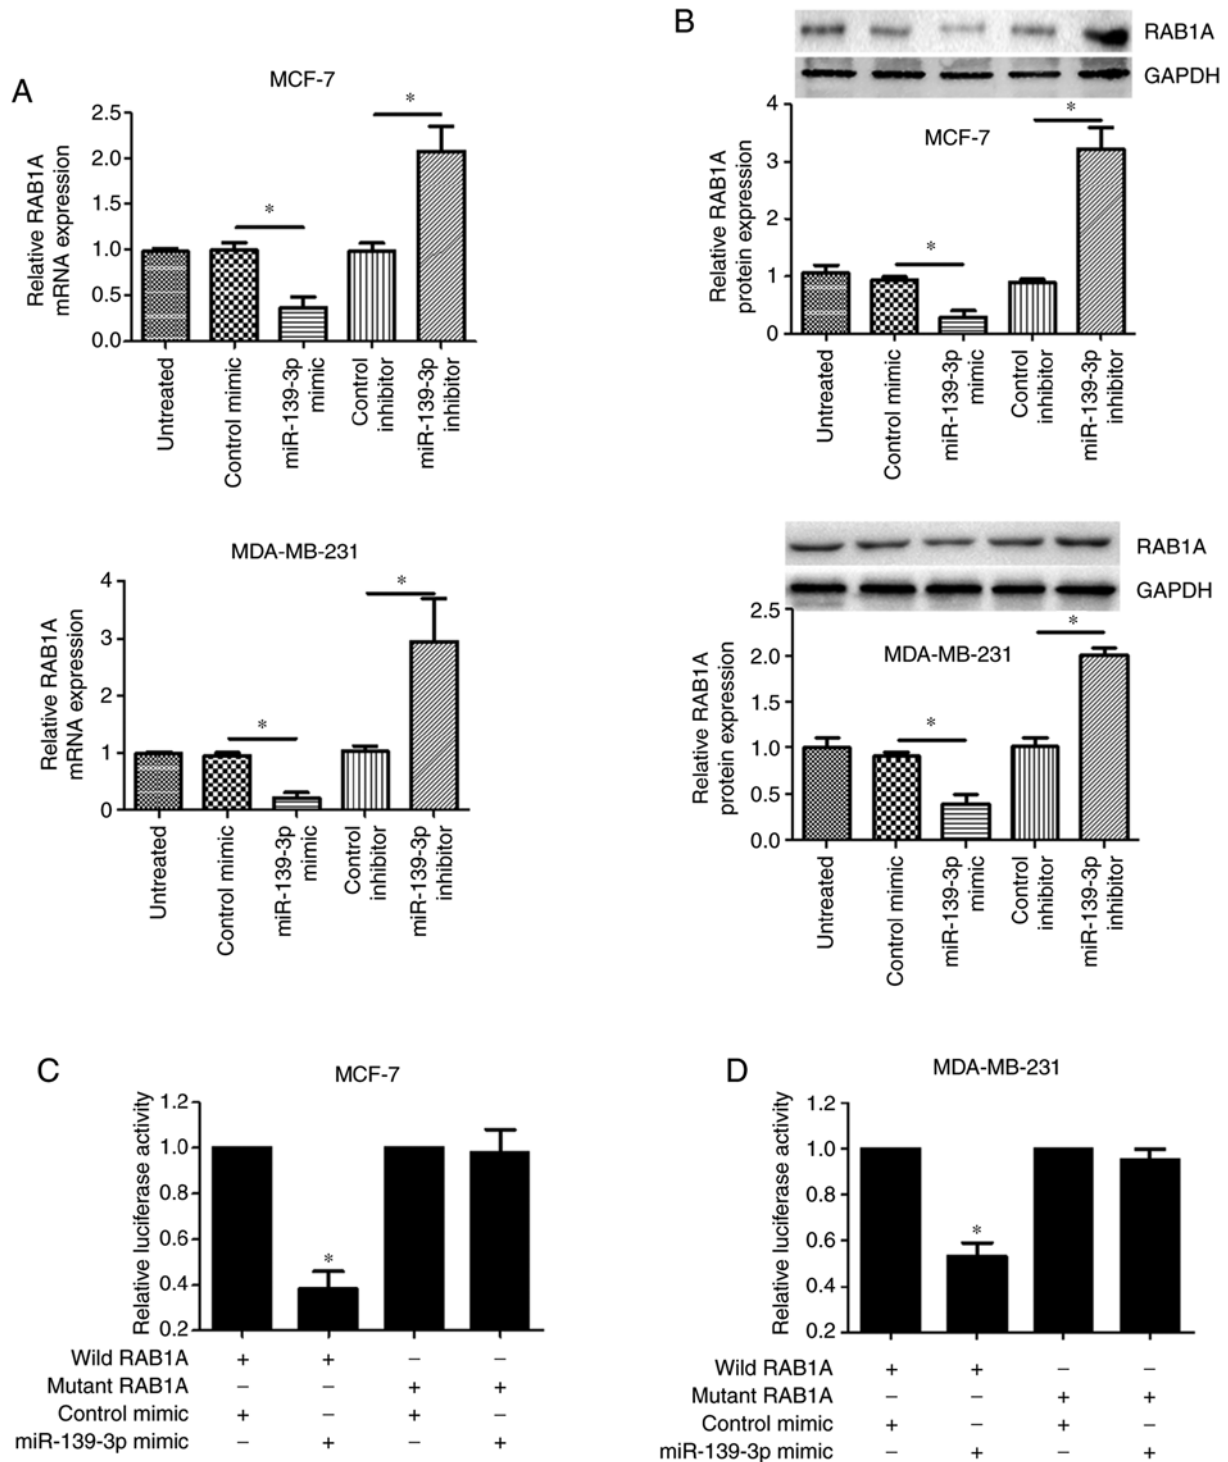 A
MCF-7
Relative RAB1A
mRNA expression
2.5
2.0
1.5
1.0
0.5
0.0
*
*
Untreated
Control mimic
miR-139-3p
mimic
Control
inhibitor
miR-139-3p
inhibitor
MDA-MB-231
Relative RAB1A
mRNA expression
4
3
2
1
0
*
*
Untreated
Control mimic
miR-139-3p
mimic
Control
inhibitor
miR-139-3p
inhibitor
B
RAB1A
GAPDH
MCF-7
Relative RAB1A
protein expression
4
3
2
1
0
*
*
Untreated
Control mimic
miR-139-3p
mimic
Control
inhibitor
miR-139-3p
inhibitor
RAB1A
GAPDH
MDA-MB-231
Relative RAB1A
protein expression
2.5
2.0
1.5
1.0
0.5
0.0
*
*
Untreated
Control mimic
miR-139-3p
mimic
Control
inhibitor
miR-139-3p
inhibitor
C
MCF-7
Relative luciferase activity
1.2
1.0
0.8
0.6
0.4
0.2
*
Wild RAB1A + + − −
Mutant RAB1A − − + +
Control mimic + − + −
miR-139-3p mimic − + − +
D
MDA-MB-231
Relative luciferase activity
1.2
1.0
0.8
0.6
0.4
0.2
*
Wild RAB1A + + − −
Mutant RAB1A − − + +
Control mimic + − + −
miR-139-3p mimic − + − +